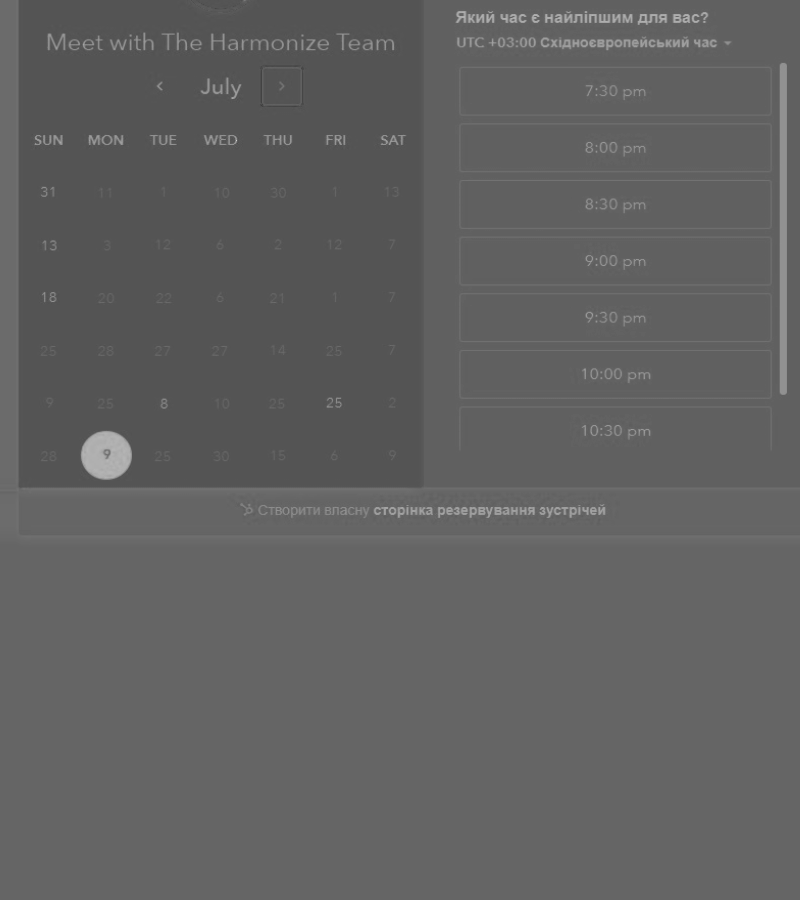 Meet with The Harmonize Team
July
SUN MON TUE WED THU FRI SAT
31 11 1 10 30 1 13
13 3 12 6 2 12 7
18 20 22 6 21 1 7
25 28 27 27 14 25 7
9 25 8 10 25 25 2
28 9 25 30 15 6 9
Який час є найліпшим для вас?
UTC +03:00 Східноєвропейський час
7:30 pm
8:00 pm
8:30 pm
9:00 pm
9:30 pm
10:00 pm
10:30 pm
Створити власну сторінка резервування зустрічей